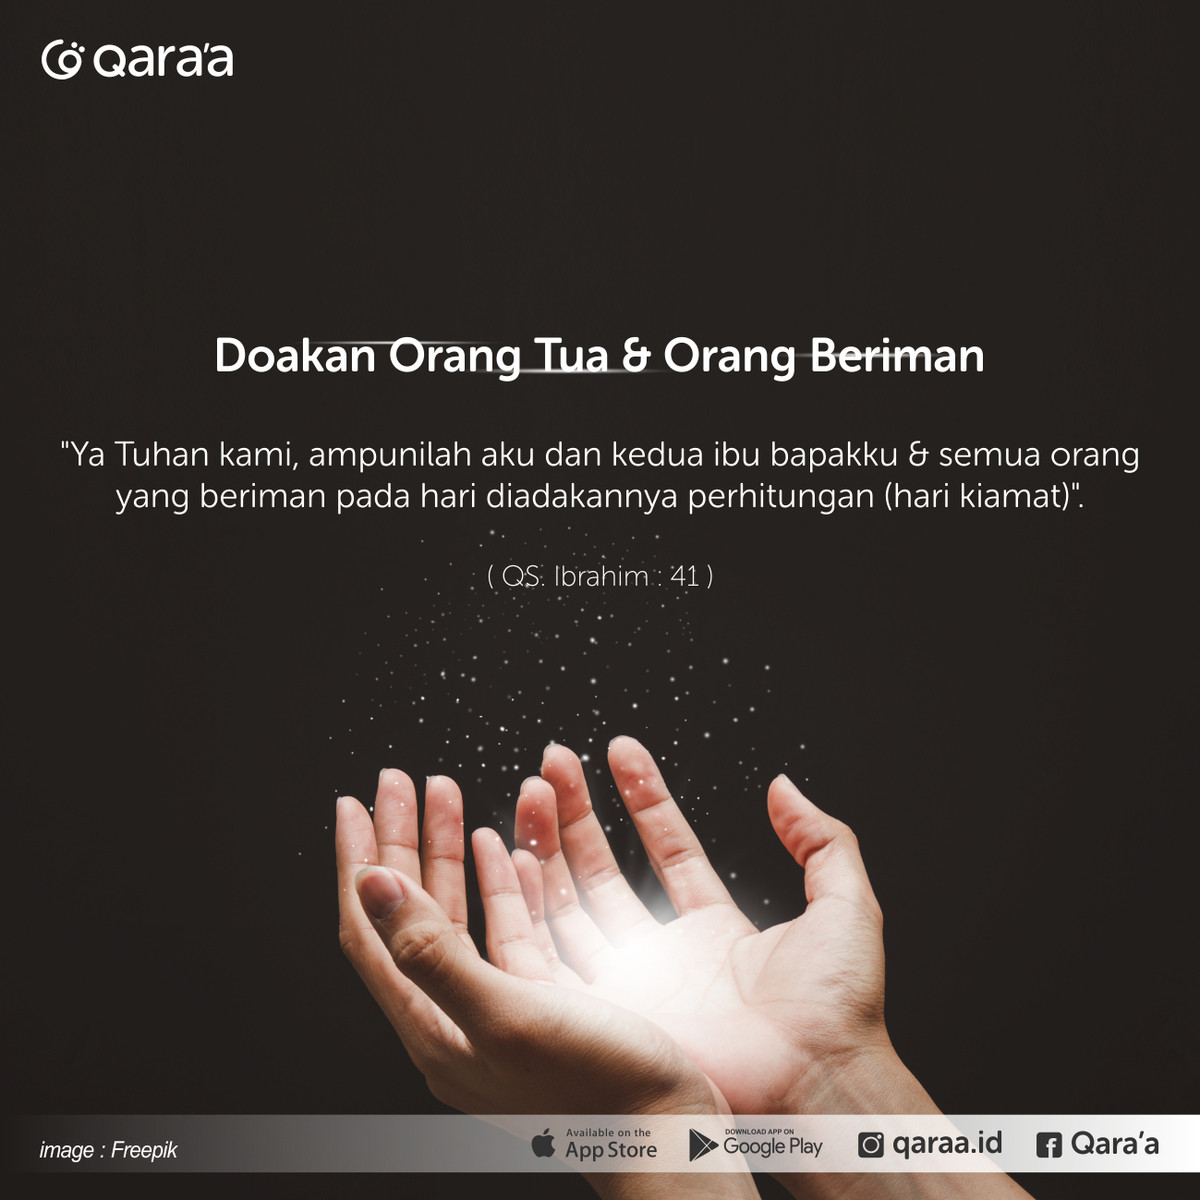 Qara'a
Doakan Orang Tua & Orang Beriman
"Ya Tuhan kami, ampunilah aku dan kedua ibu bapakku & semua orang
yang beriman pada hari diadakannya perhitungan (hari kiamat)".
( QS. Ibrahim : 41 )
image : Freepik
Available on the
App Store
DOWNLOAD APP ON
Google Play
qaraa.id
Qara'a